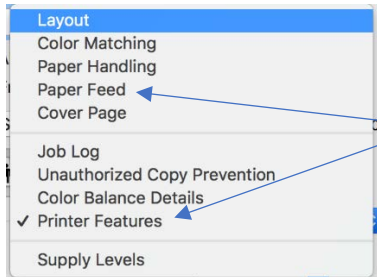 Layout
Color Matching
Paper Handling
Paper Feed
Cover Page
Job Log
Unauthorized Copy Prevention
Color Balance Details
✓ Printer Features
Supply Levels